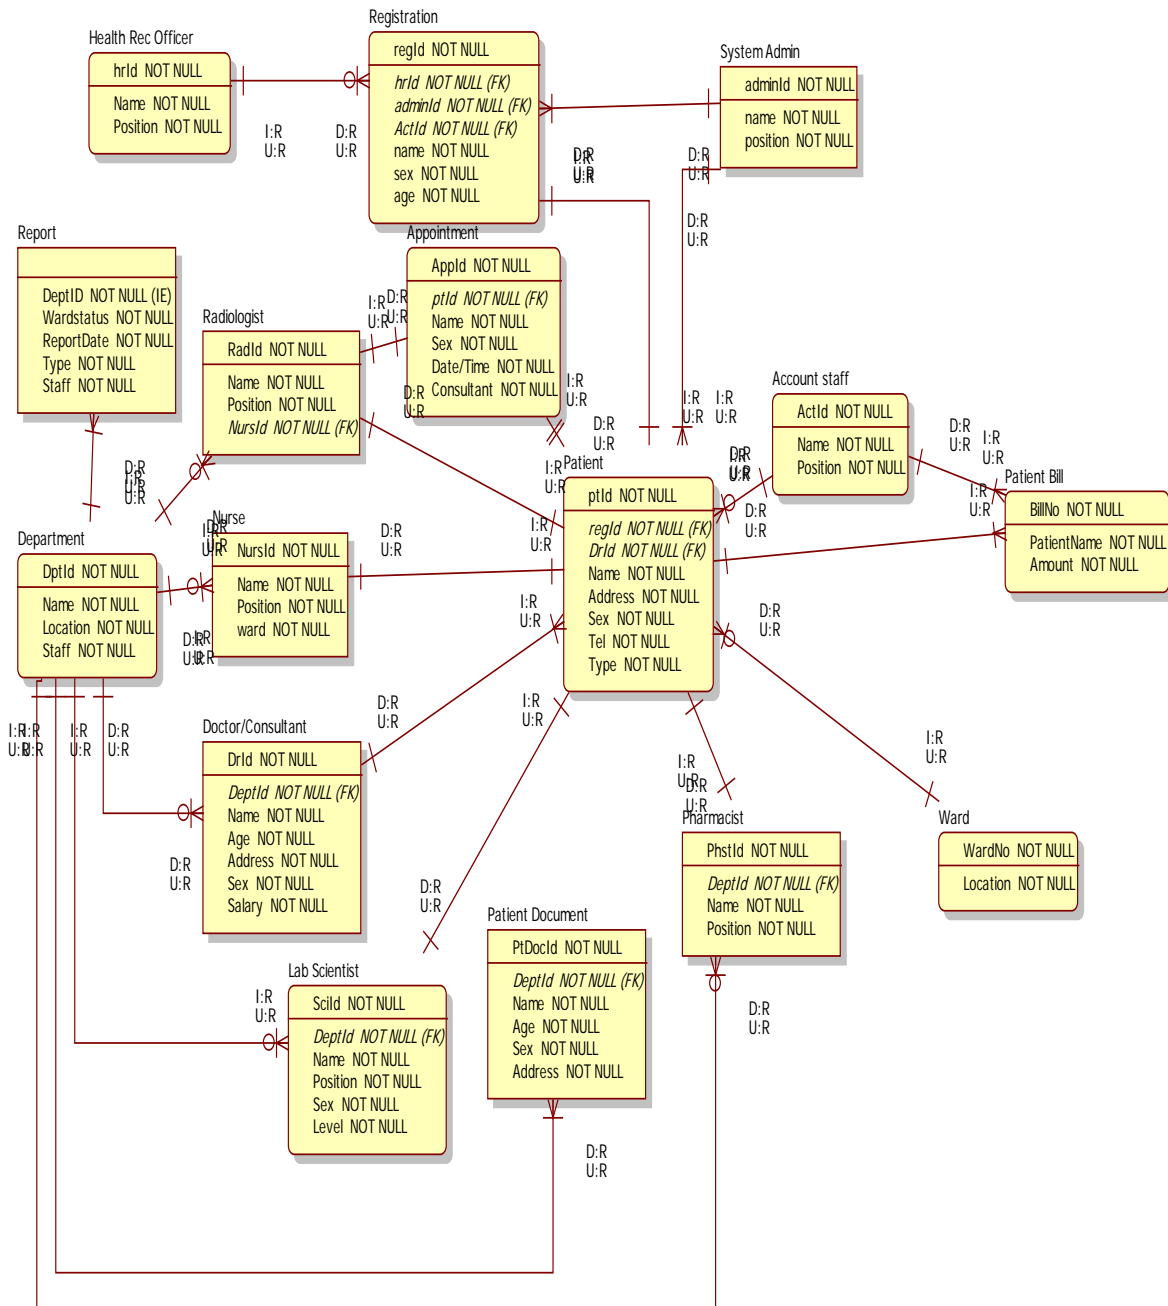 Registration
regId NOT NULL
hrId NOT NULL (FK)
adminId NOT NULL (FK)
ActId NOT NULL (FK)
name NOT NULL
sex NOT NULL
age NOT NULL
Health Rec Officer
hrId NOT NULL
Name NOT NULL
Position NOT NULL
System Admin
adminId NOT NULL
name NOT NULL
position NOT NULL
I:R
U:R
D:R
U:R
D:R
U:R
I:R
U:R
D:R
U:R
D:R
U:R
Report
DeptID NOT NULL (IE)
Wardstatus NOT NULL
ReportDate NOT NULL
Type NOT NULL
Staff NOT NULL
Appointment
AppId NOT NULL
ptId NOT NULL (FK)
Name NOT NULL
Sex NOT NULL
Date/Time NOT NULL
Consultant NOT NULL
I:R
U:R
D:R
U:R
Radiologist
RadId NOT NULL
Name NOT NULL
Position NOT NULL
NursId NOT NULL (FK)
D:R
U:R
I:R
U:R
D:R
U:R
I:R
U:R
I:R
U:R
Account staff
ActId NOT NULL
Name NOT NULL
Position NOT NULL
D:R
U:R
I:R
U:R
D:R
U:R
I:R
U:R
D:R
U:R
I:R
U:R
Patient Bill
BillNo NOT NULL
PatientName NOT NULL
Amount NOT NULL
D:R
U:R
I:R
U:R
I:R
U:R
Patient
ptId NOT NULL
regId NOT NULL (FK)
DrId NOT NULL (FK)
Name NOT NULL
Address NOT NULL
Sex NOT NULL
Tel NOT NULL
Type NOT NULL
Nurse
NursId NOT NULL
Name NOT NULL
Position NOT NULL
ward NOT NULL
D:R
U:R
I:R
U:R
D:R
U:R
I:R
U:R
Department
DptId NOT NULL
Name NOT NULL
Location NOT NULL
Staff NOT NULL
D:R
U:R
I:R
U:R
I:R
U:R
D:R
U:R
I:R
U:R
I:R
U:R
I:R
U:R
D:R
U:R
D:R
U:R
I:R
U:R
I:R
U:R
Doctor/Consultant
DrId NOT NULL
DeptId NOT NULL (FK)
Name NOT NULL
Age NOT NULL
Address NOT NULL
Sex NOT NULL
Salary NOT NULL
D:R
U:R
D:R
U:R
I:R
U:R
D:R
U:R
Pharmacist
PhstId NOT NULL
DeptId NOT NULL (FK)
Name NOT NULL
Position NOT NULL
D:R
U:R
Ward
WardNo NOT NULL
Location NOT NULL
Patient Document
PtDocId NOT NULL
DeptId NOT NULL (FK)
Name NOT NULL
Age NOT NULL
Sex NOT NULL
Address NOT NULL
D:R
U:R
Lab Scientist
SciId NOT NULL
DeptId NOT NULL (FK)
Name NOT NULL
Position NOT NULL
Sex NOT NULL
Level NOT NULL
I:R
U:R